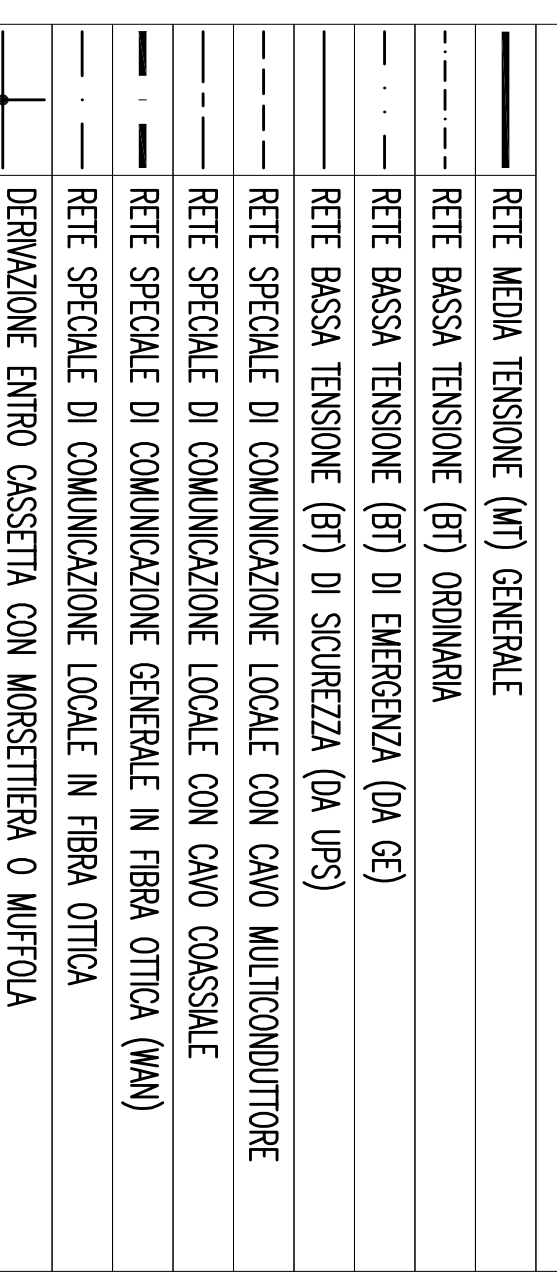 RETE MEDIA TENSIONE (MT) GENERALE
RETE BASSA TENSIONE (BT) ORDINARIA
RETE BASSA TENSIONE (BT) DI EMERGENZA (DA GE)
RETE BASSA TENSIONE (BT) DI SICUREZZA (DA UPS)
RETE SPECIALE DI COMUNICAZIONE LOCALE CON CAVO MULTICONDUTTORE
RETE SPECIALE DI COMUNICAZIONE LOCALE CON CAVO COASSIALE
RETE SPECIALE DI COMUNICAZIONE GENERALE IN FIBRA OTTICA (WAN)
RETE SPECIALE DI COMUNICAZIONE LOCALE IN FIBRA OTTICA
DERIVAZIONE ENTRO CASSETTA CON MORSETTIERA O MUFFOLA